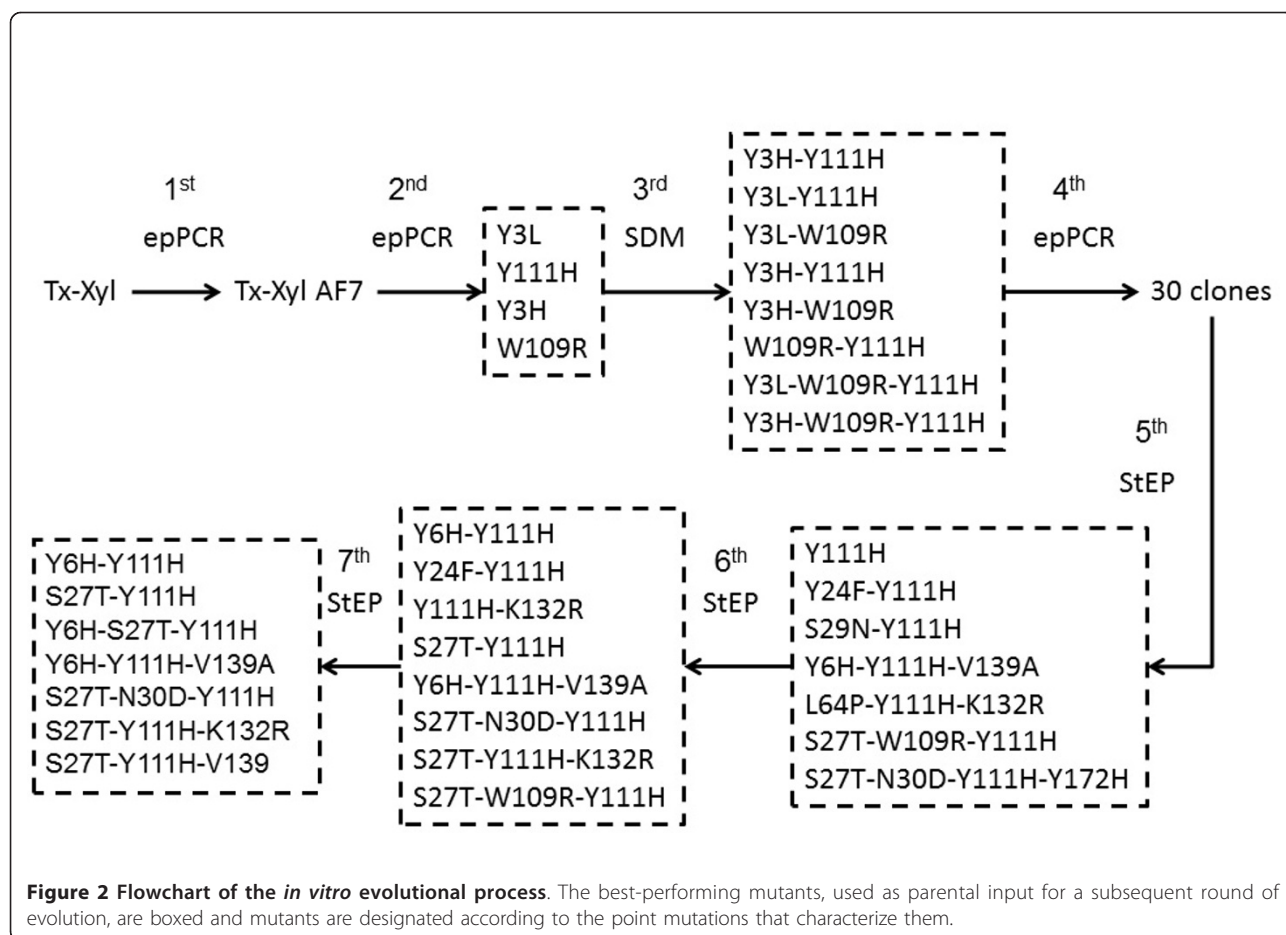 1st
epPCR
Tx-Xyl
Tx-Xyl AF7
2nd
epPCR
Y3L
Y111H
Y3H
W109R
3rd
SDM
Y3H-Y111H
Y3L-Y111H
Y3L-W109R
Y3H-Y111H
Y3H-W109R
W109R-Y111H
Y3L-W109R-Y111H
Y3H-W109R-Y111H
4th
epPCR
30 clones
5th
StEP
Y111H
Y24F-Y111H
S29N-Y111H
Y6H-Y111H-V139A
L64P-Y111H-K132R
S27T-W109R-Y111H
S27T-N30D-Y111H-Y172H
6th
StEP
Y6H-Y111H
Y24F-Y111H
Y111H-K132R
S27T-Y111H
Y6H-Y111H-V139A
S27T-N30D-Y111H
S27T-Y111H-K132R
S27T-W109R-Y111H
7th
StEP
Y6H-Y111H
S27T-Y111H
Y6H-S27T-Y111H
Y6H-Y111H-V139A
S27T-N30D-Y111H
S27T-Y111H-K132R
S27T-Y111H-V139
Figure 2 Flowchart of the in vitro evolutional process. The best-performing mutants, used as parental input for a subsequent round of
evolution, are boxed and mutants are designated according to the point mutations that characterize them.